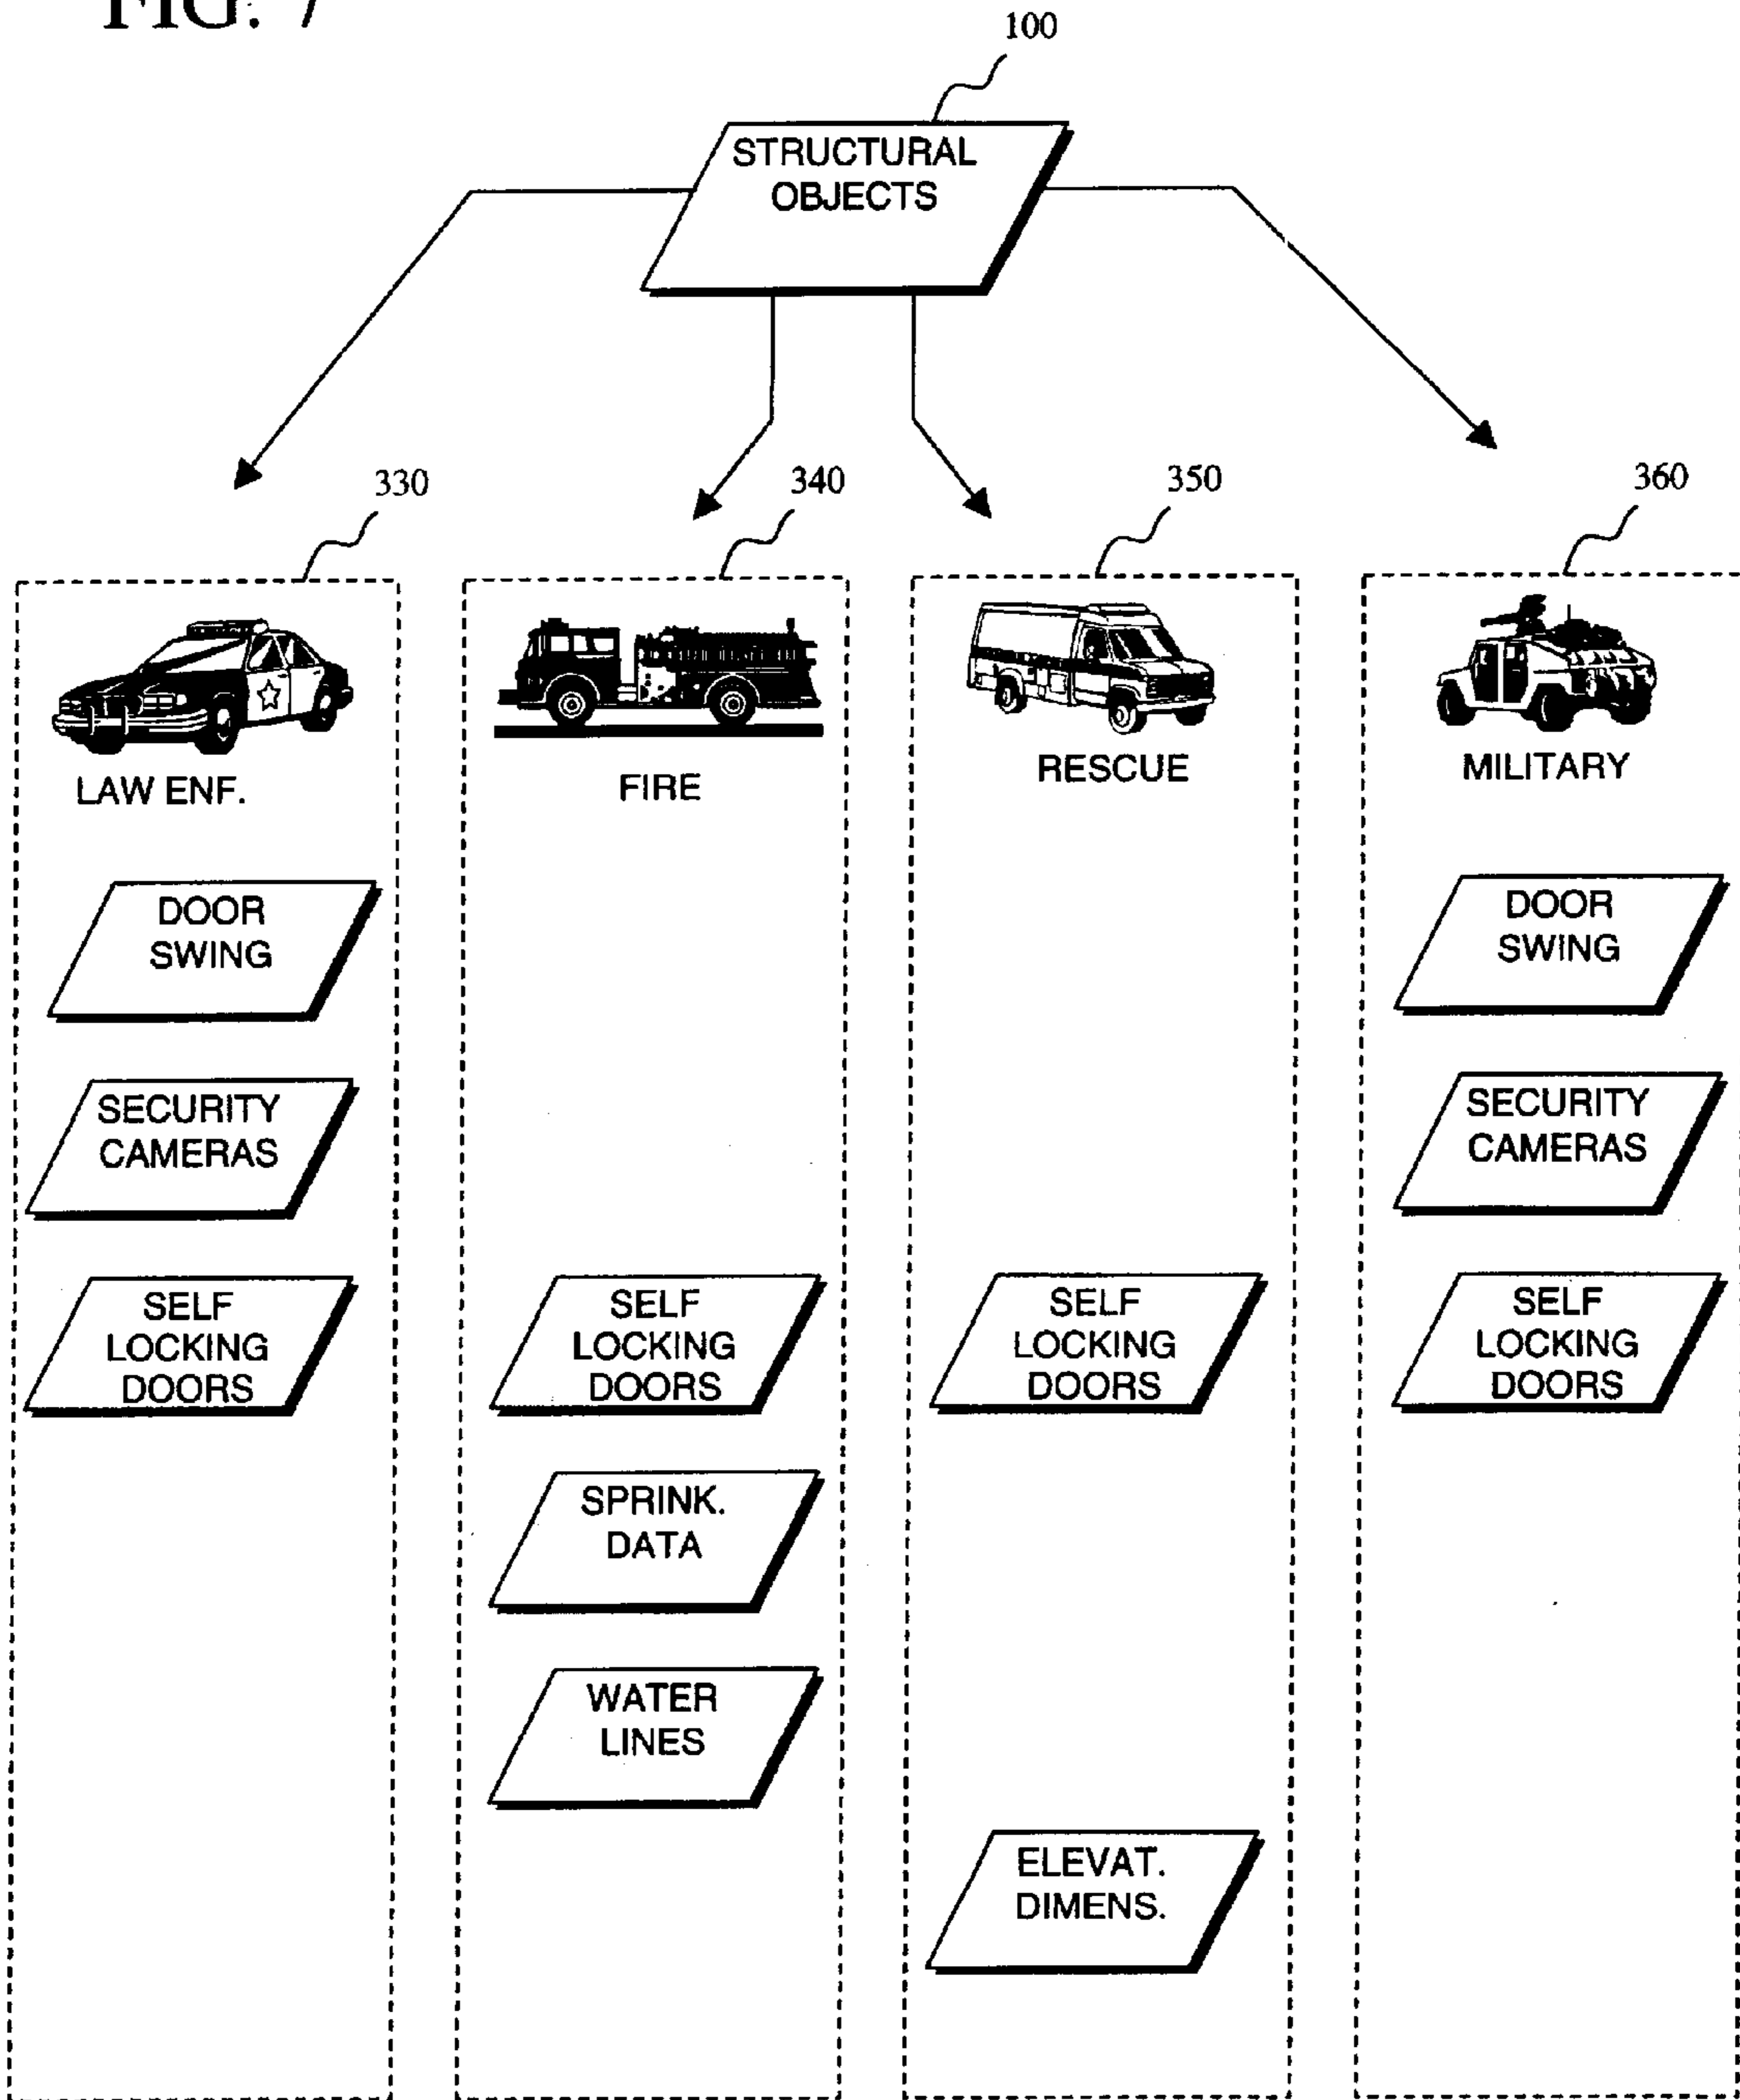 FIG. 7
100
STRUCTURAL
OBJECTS
330
340
350
360
LAW ENF.
FIRE
RESCUE
MILITARY
DOOR
SWING
DOOR
SWING
SECURITY
CAMERAS
SECURITY
CAMERAS
SELF
LOCKING
DOORS
SELF
LOCKING
DOORS
SELF
LOCKING
DOORS
SELF
LOCKING
DOORS
SPRINK.
DATA
WATER
LINES
ELEVAT.
DIMENS.